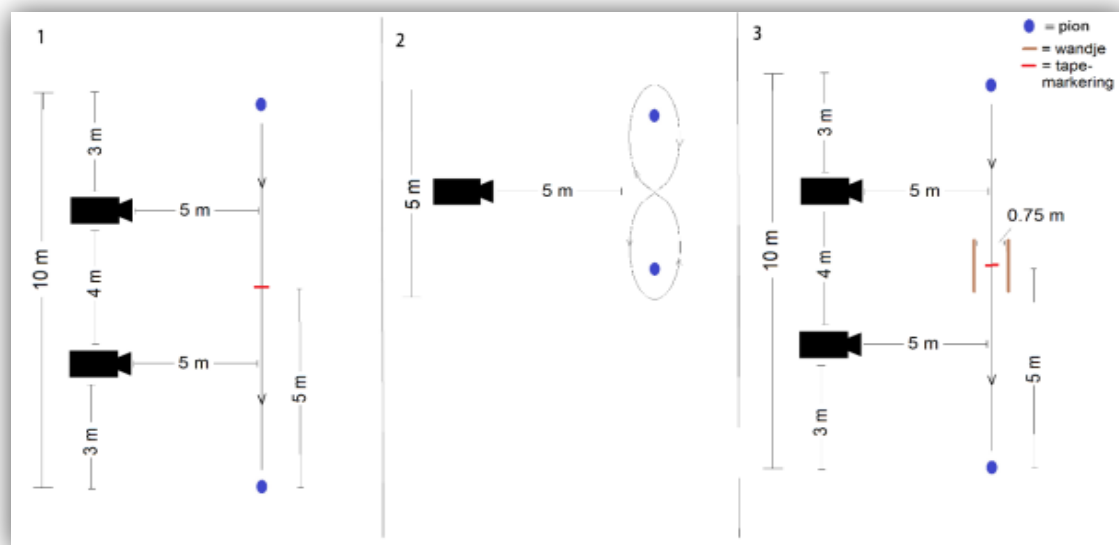 1
10 m
3 m
4 m
3 m
5 m
5 m
5 m
2
5 m
5 m
3
10 m
3 m
4 m
3 m
5 m
5 m
0.75 m
5 m
= pion
= wandje
= tape-
markering